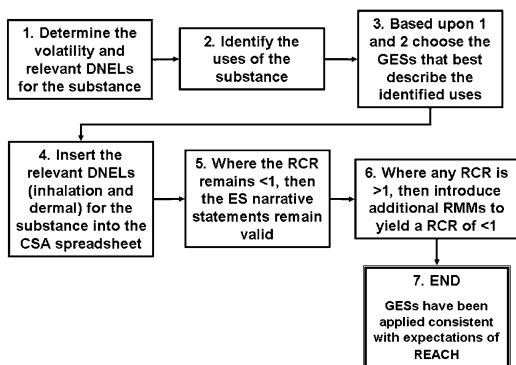 1. Determine the
volatility and
relevant DNELs
for the substance
2. Identify the
uses of the
substance
3. Based upon 1
and 2 choose the
GESs that best
describe the
identified uses
4. Insert the
relevant DNELs
(inhalation and
dermal) for the
substance into the
CSA spreadsheet
5. Where the RCR
remains <1, then
the ES narrative
statements remain
valid
6. Where any RCR is
>1, then introduce
additional RMMs to
yield a RCR of <1
7. END
GESs have been
applied consistent
with expectations of
REACH